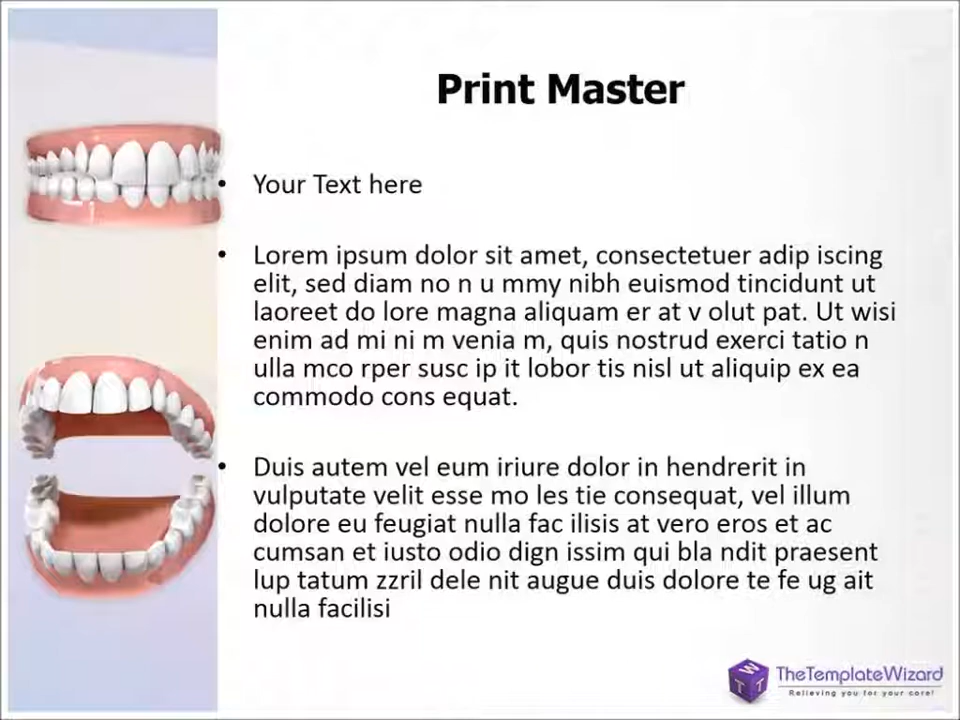 Print Master
• Your Text here
• Lorem ipsum dolor sit amet, consectetuer adip iscing
elit, sed diam no n u mmy nibh euismod tincidunt ut
laoreet do lore magna aliquam er at v olut pat. Ut wisi
enim ad mi ni m venia m, quis nostrud exerci tatio n
ulla mco rper susc ip it lobor tis nisl ut aliquip ex ea
commodo cons equat.
• Duis autem vel eum iriure dolor in hendrerit in
vulputate velit esse mo les tie consequat, vel illum
dolore eu feugiat nulla fac ilisis at vero eros et ac
cumsan et iusto odio dign issim qui bla ndit praesent
lup tatum zzril dele nit augue duis dolore te fe ug ait
nulla facilisi
W
T T
TheTemplateWizard
Relieving you for your core!